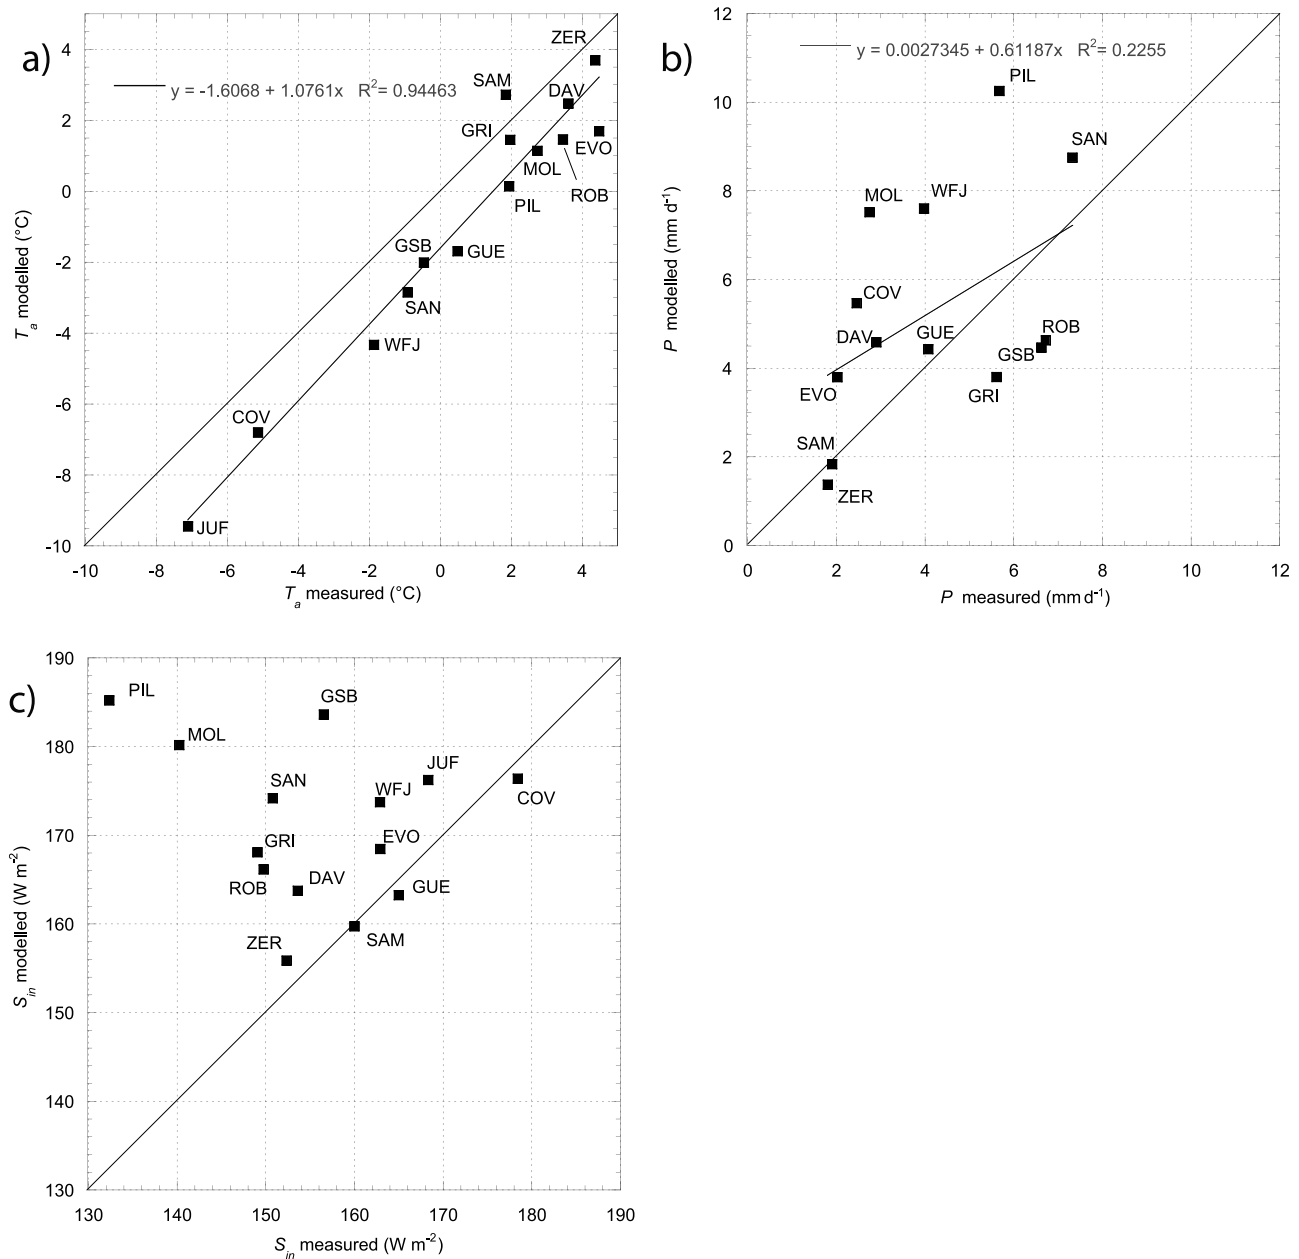 a)
y = -1.6068 + 1.0761x R²= 0.94463
ZER
SAM
DAV
GRI
EVO
MOL
ROB
PIL
GSB
GUE
SAN
WFJ
COV
JUF
4
2
0
-2
-4
-6
-8
-10
-10 -8 -6 -4 -2 0 2 4
T_a modelled (°C)
T_a measured (°C)
b)
y = 0.0027345 + 0.61187x R²= 0.2255
PIL
SAN
MOL
WFJ
COV
DAV
GUE
ROB
GSB
EVO
GRI
SAM
ZER
12
10
8
6
4
2
0
0 2 4 6 8 10 12
P modelled (mm d⁻¹)
P measured (mm d⁻¹)
c)
PIL
GSB
MOL
JUF
SAN
WFJ
COV
GRI
EVO
ROB
DAV
GUE
ZER
SAM
190
180
170
160
150
140
130
130 140 150 160 170 180 190
S_in modelled (W m⁻²)
S_in measured (W m⁻²)